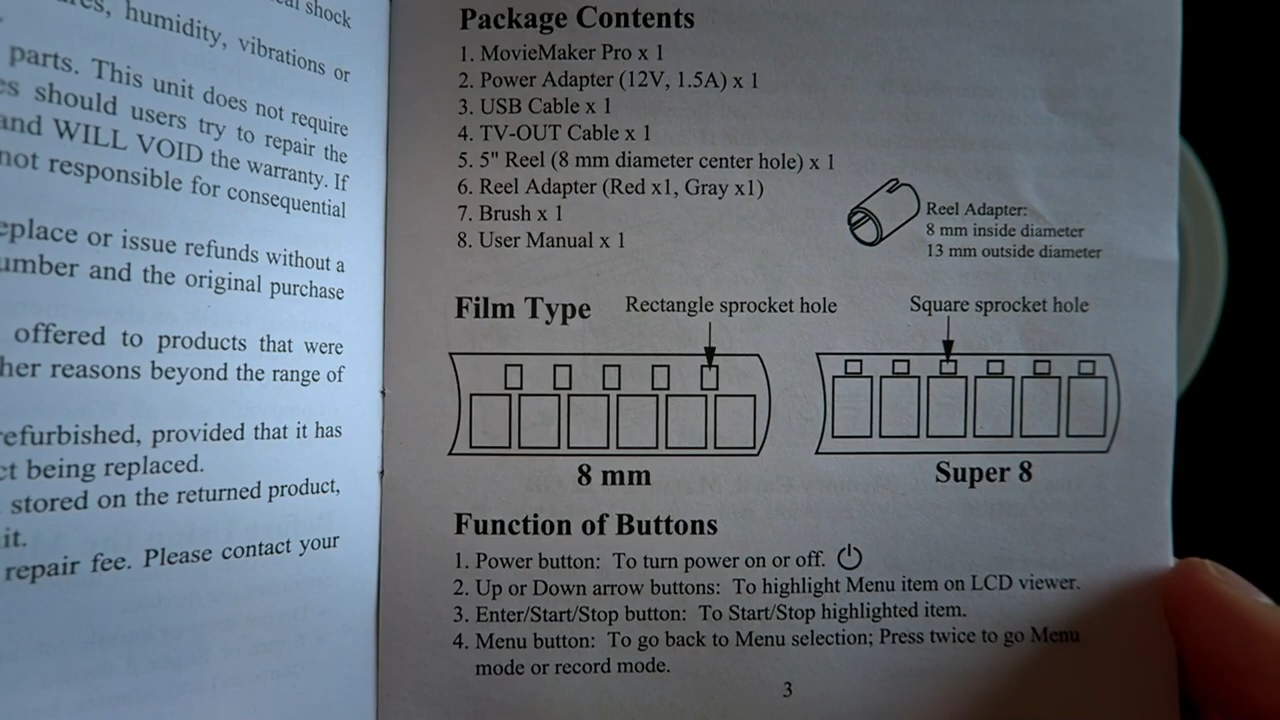 shock
humidity, vibrations or
parts. This unit does not require
should users try to repair the
and WILL VOID the warranty. If
not responsible for consequential
replace or issue refunds without a
number and the original purchase
offered to products that were
other reasons beyond the range of
refurbished, provided that it has
being replaced.
stored on the returned product,
it.
repair fee. Please contact your
Package Contents
1. MovieMaker Pro x 1
2. Power Adapter (12V, 1.5A) x 1
3. USB Cable x 1
4. TV-OUT Cable x 1
5. 5" Reel (8 mm diameter center hole) x 1
6. Reel Adapter (Red x1, Gray x1)
7. Brush x 1
8. User Manual x 1
Reel Adapter:
8 mm inside diameter
13 mm outside diameter
Film Type
Rectangle sprocket hole
Square sprocket hole
8 mm
Super 8
Function of Buttons
1. Power button: To turn power on or off.
2. Up or Down arrow buttons: To highlight Menu item on LCD viewer.
3. Enter/Start/Stop button: To Start/Stop highlighted item.
4. Menu button: To go back to Menu selection; Press twice to go Menu
mode or record mode.
3